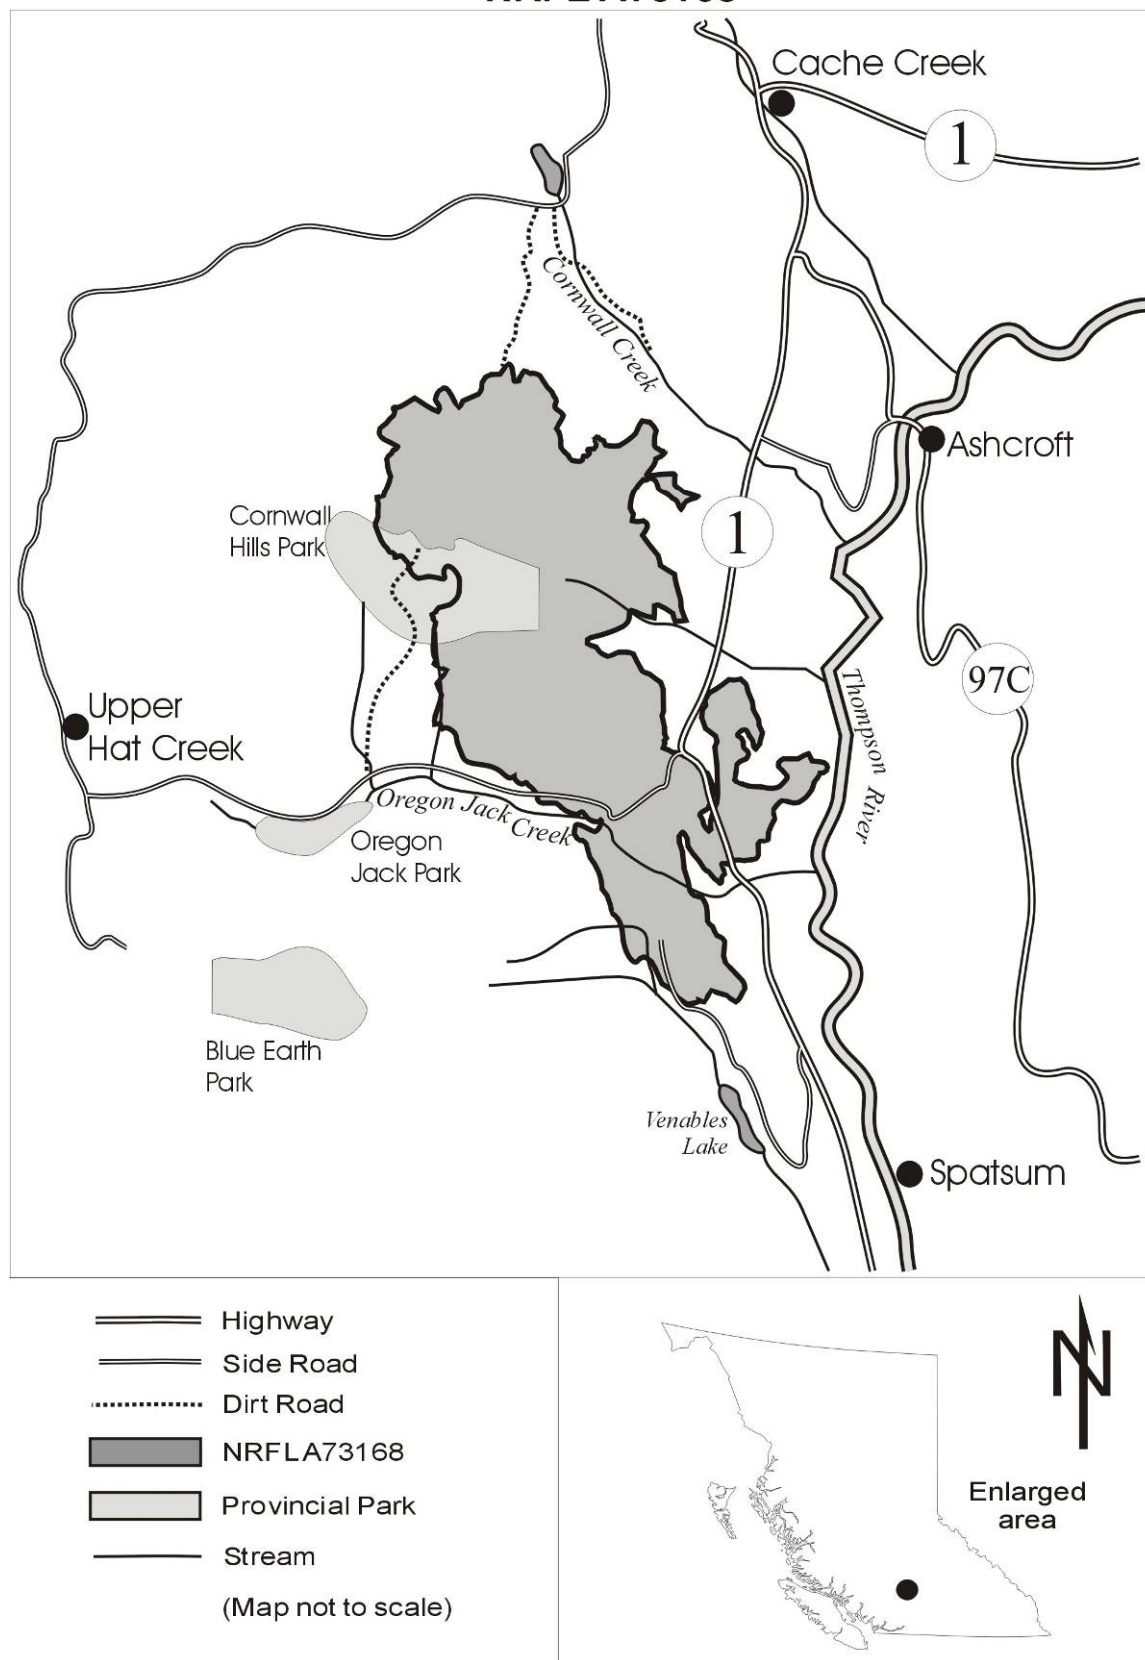 Cache Creek
1
Cornwall Creek
Ashcroft
Cornwall
Hills Park
1
97C
Upper
Hat Creek
Thompson River
Oregon Jack
Creek
Oregon
Jack Park
Blue Earth
Park
Venables
Lake
Spatsum
Highway
Side Road
Dirt Road
NRFLA73168
Provincial Park
Stream
(Map not to scale)
N
Enlarged
area